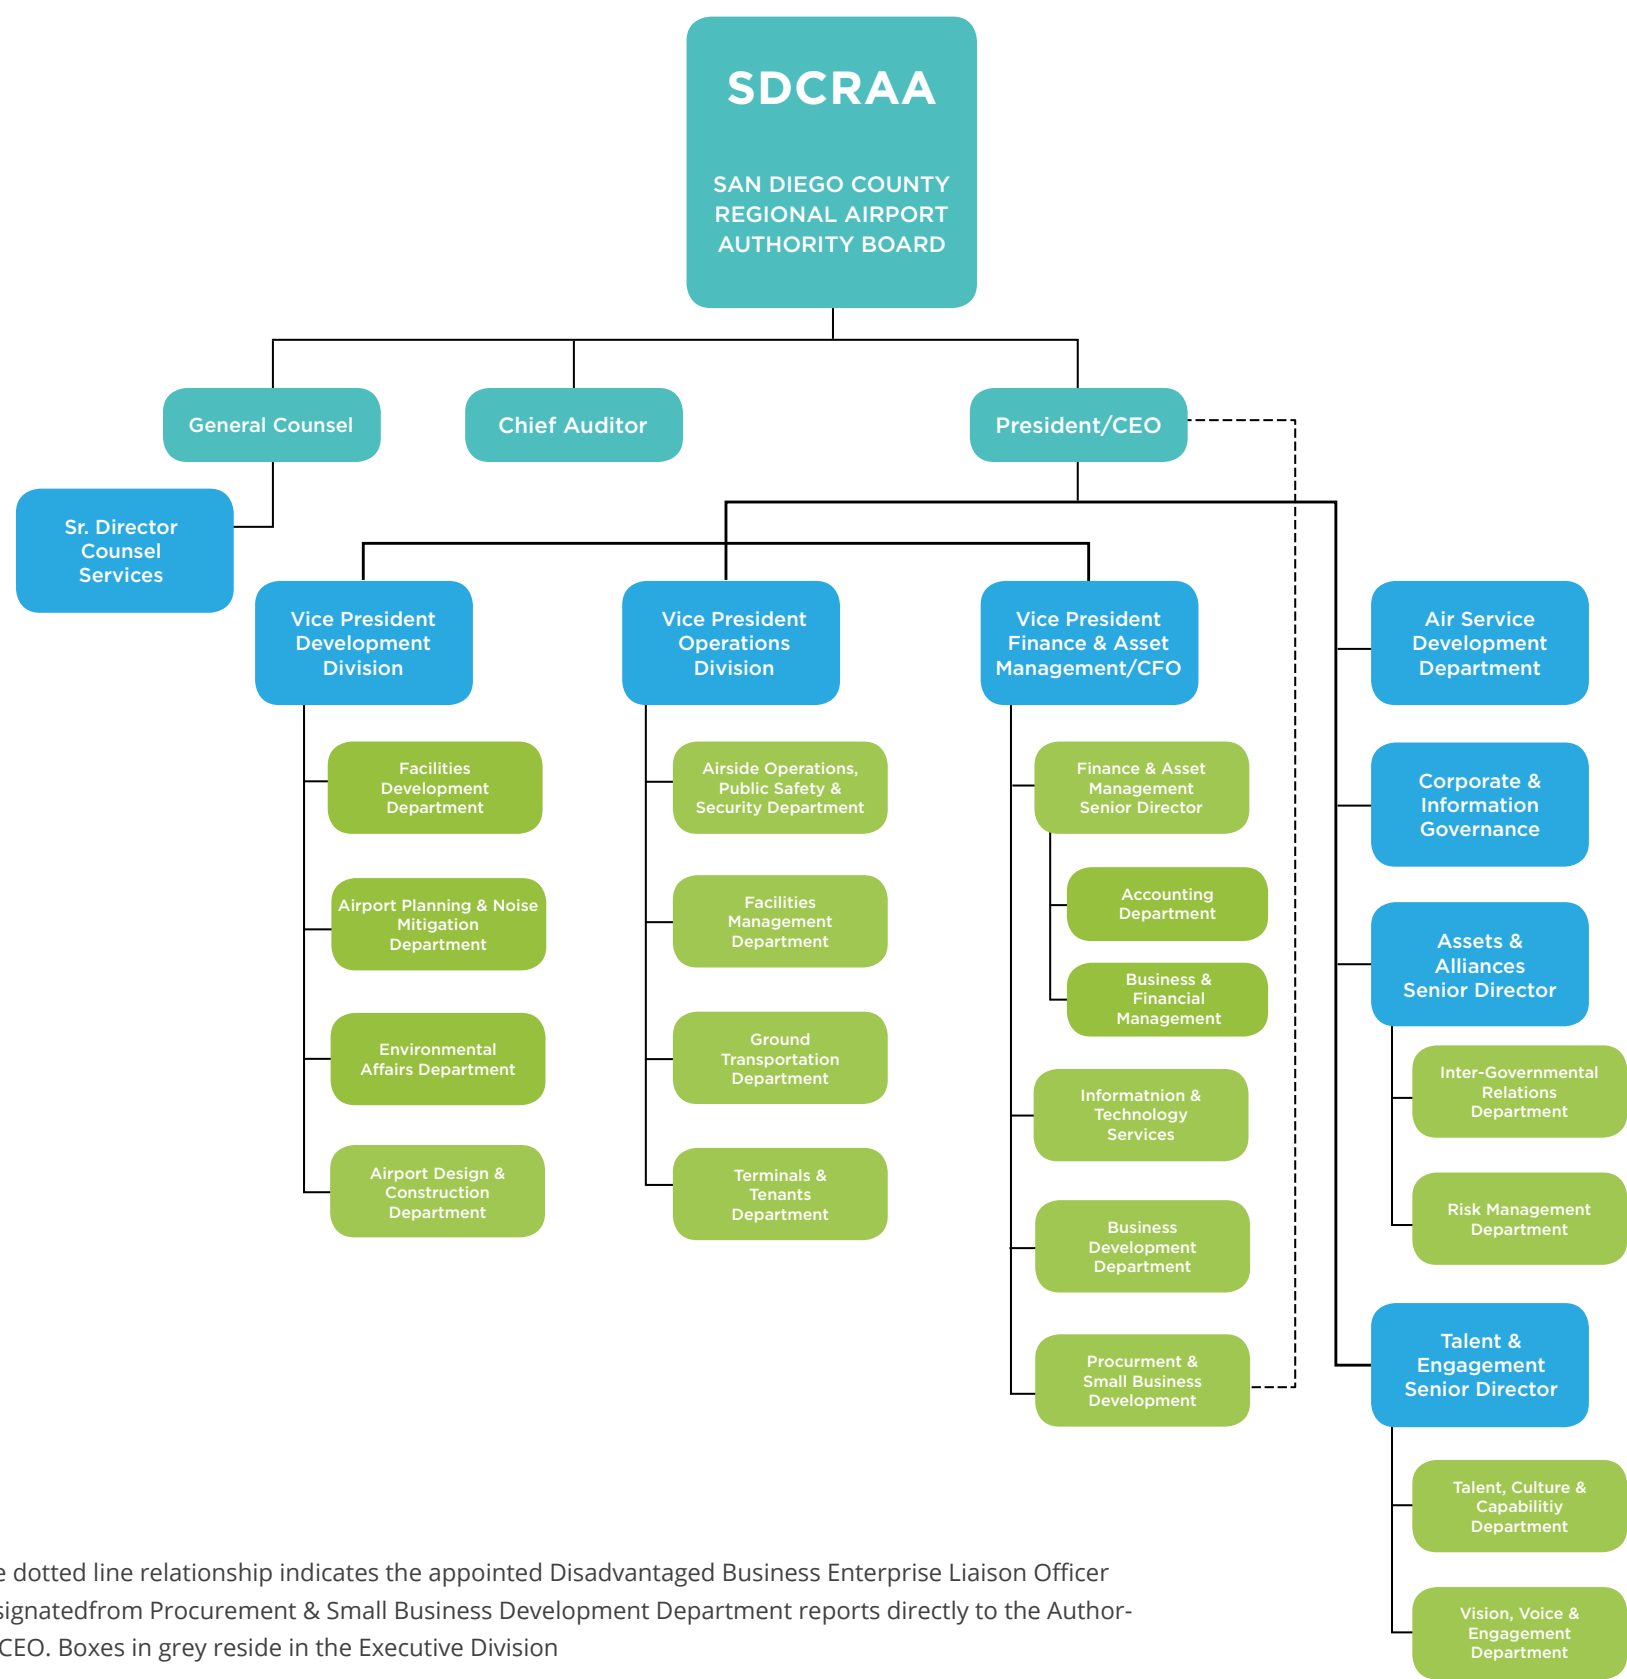 SDCRAA
SAN DIEGO COUNTY
REGIONAL AIRPORT
AUTHORITY BOARD
General Counsel
Chief Auditor
President/CEO
Sr. Director
Counsel
Services
Vice President
Development
Division
Vice President
Operations
Division
Vice President
Finance & Asset
Management/CFO
Air Service
Development
Department
Facilities
Development
Department
Airport Planning & Noise
Mitigation
Department
Environmental
Affairs Department
Airport Design &
Construction
Department
Airside Operations,
Public Safety &
Security Department
Facilities
Management
Department
Ground
Transportation
Department
Terminals &
Tenants
Department
Finance & Asset
Management
Senior Director
Accounting
Department
Business &
Financial
Management
Informatnion &
Technology
Services
Business
Development
Department
Procurment &
Small Business
Development
Corporate &
Information
Governance
Assets &
Alliances
Senior Director
Inter-Governmental
Relations
Department
Risk Management
Department
Talent &
Engagement
Senior Director
Talent, Culture &
Capabilitiy
Department
Vision, Voice &
Engagement
Department
e dotted line relationship indicates the appointed Disadvantaged Business Enterprise Liaison Officer
signatedfrom Procurement & Small Business Development Department reports directly to the Author-
CEO. Boxes in grey reside in the Executive Division